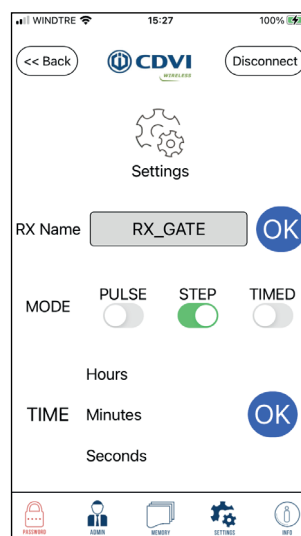 WINDTRE 15:27 100%
<< Back CDVI Disconnect
WIRELESS
Settings
RX Name RX_GATE OK
PULSE STEP TIMED
MODE
Hours
TIME Minutes OK
Seconds
PASSWORD ADMIN MEMORY SETTINGS INFO